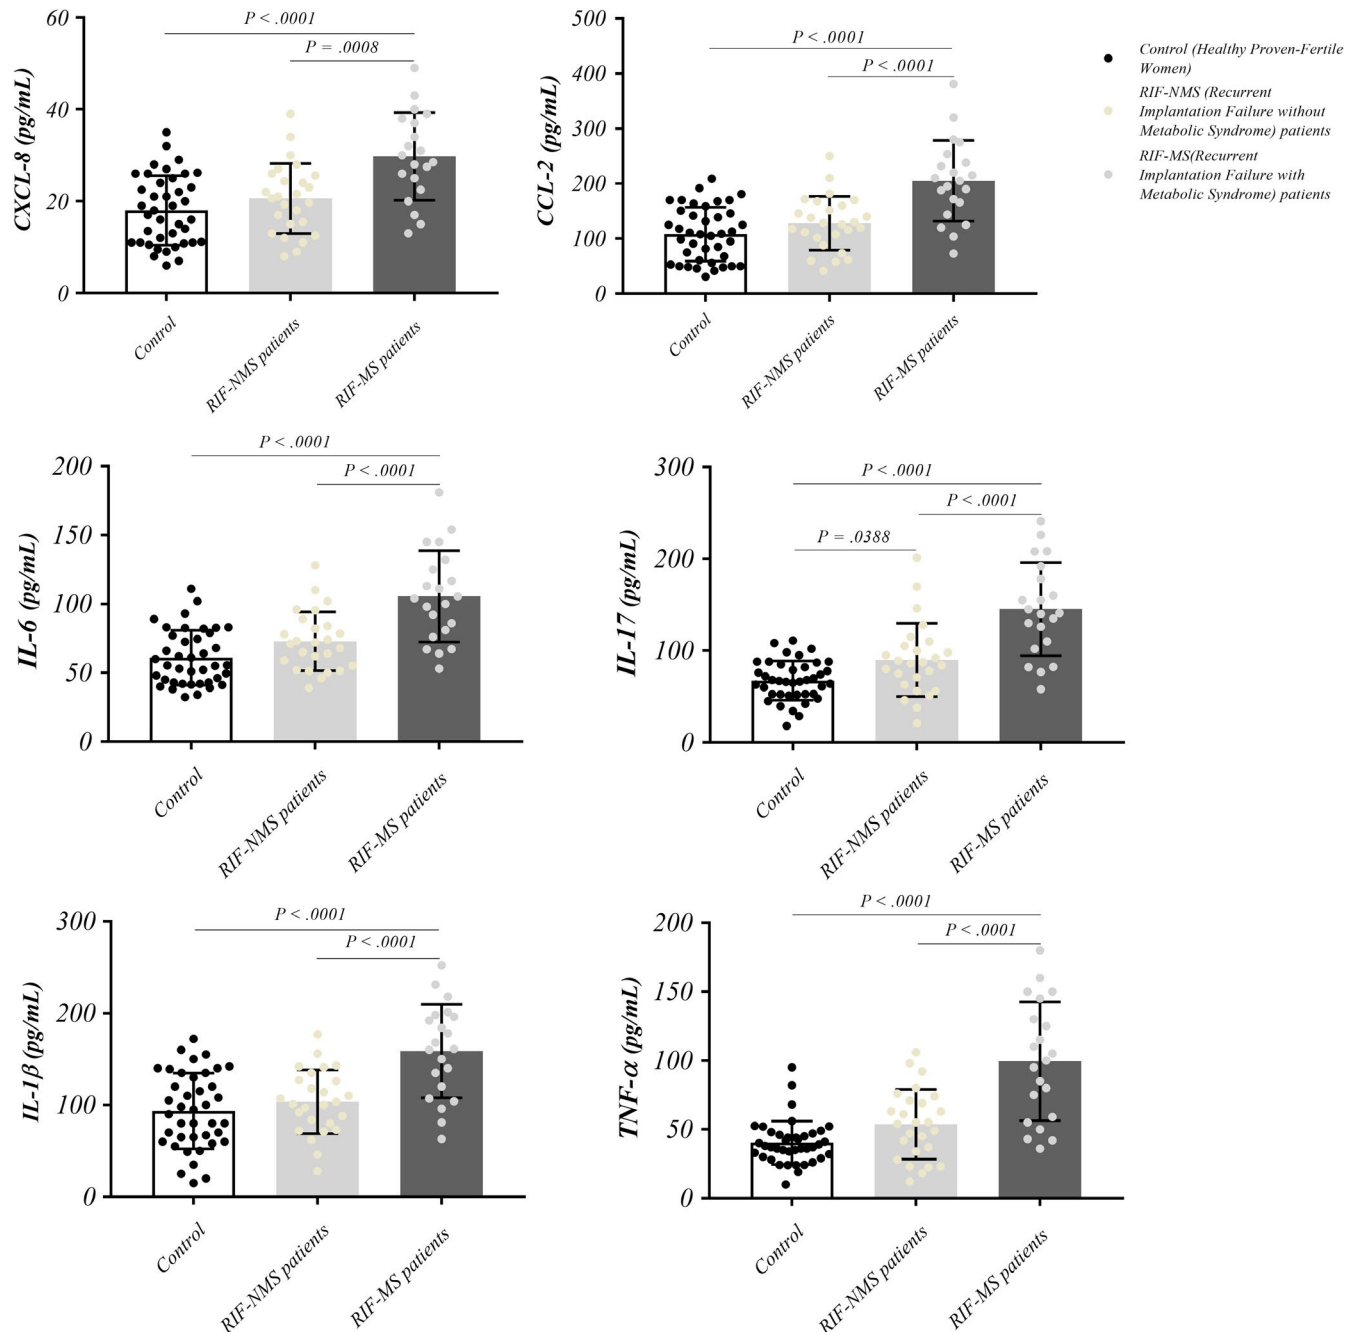 CXCL-8 (pg/mL)
60
40
20
0
P < .0001
P = .0008
Control
RIF-NMS patients
RIF-MS patients
CCL-2 (pg/mL)
500
400
300
200
100
0
P < .0001
P < .0001
Control
RIF-NMS patients
RIF-MS patients
Control (Healthy Proven-Fertile
Women)
RIF-NMS (Recurrent
Implantation Failure without
Metabolic Syndrome) patients
RIF-MS(Recurrent
Implantation Failure with
Metabolic Syndrome) patients
IL-6 (pg/mL)
200
150
100
50
0
P < .0001
P < .0001
Control
RIF-NMS patients
RIF-MS patients
IL-17 (pg/mL)
300
200
100
0
P < .0001
P < .0001
P = .0388
Control
RIF-NMS patients
RIF-MS patients
IL-1β (pg/mL)
300
200
100
0
P < .0001
P < .0001
Control
RIF-NMS patients
RIF-MS patients
TNF-α (pg/mL)
200
150
100
50
0
P < .0001
P < .0001
Control
RIF-NMS patients
RIF-MS patients